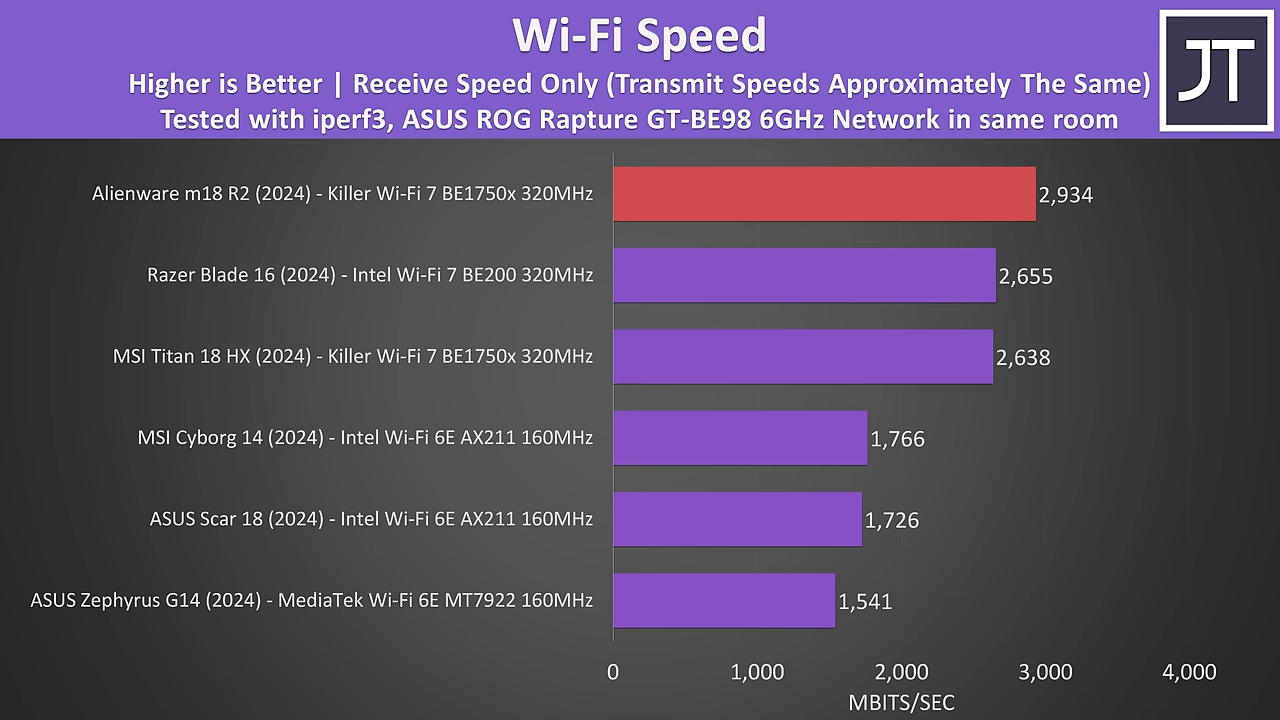 Wi-Fi Speed
Higher is Better | Receive Speed Only (Transmit Speeds Approximately The Same)
Tested with iperf3, ASUS ROG Rapture GT-BE98 6GHz Network in same room
JT
Alienware m18 R2 (2024) - Killer Wi-Fi 7 BE1750x 320MHz 2,934
Razer Blade 16 (2024) - Intel Wi-Fi 7 BE200 320MHz 2,655
MSI Titan 18 HX (2024) - Killer Wi-Fi 7 BE1750x 320MHz 2,638
MSI Cyborg 14 (2024) - Intel Wi-Fi 6E AX211 160MHz 1,766
ASUS Scar 18 (2024) - Intel Wi-Fi 6E AX211 160MHz 1,726
ASUS Zephyrus G14 (2024) - MediaTek Wi-Fi 6E MT7922 160MHz 1,541
0 1,000 2,000 3,000 4,000
MBITS/SEC